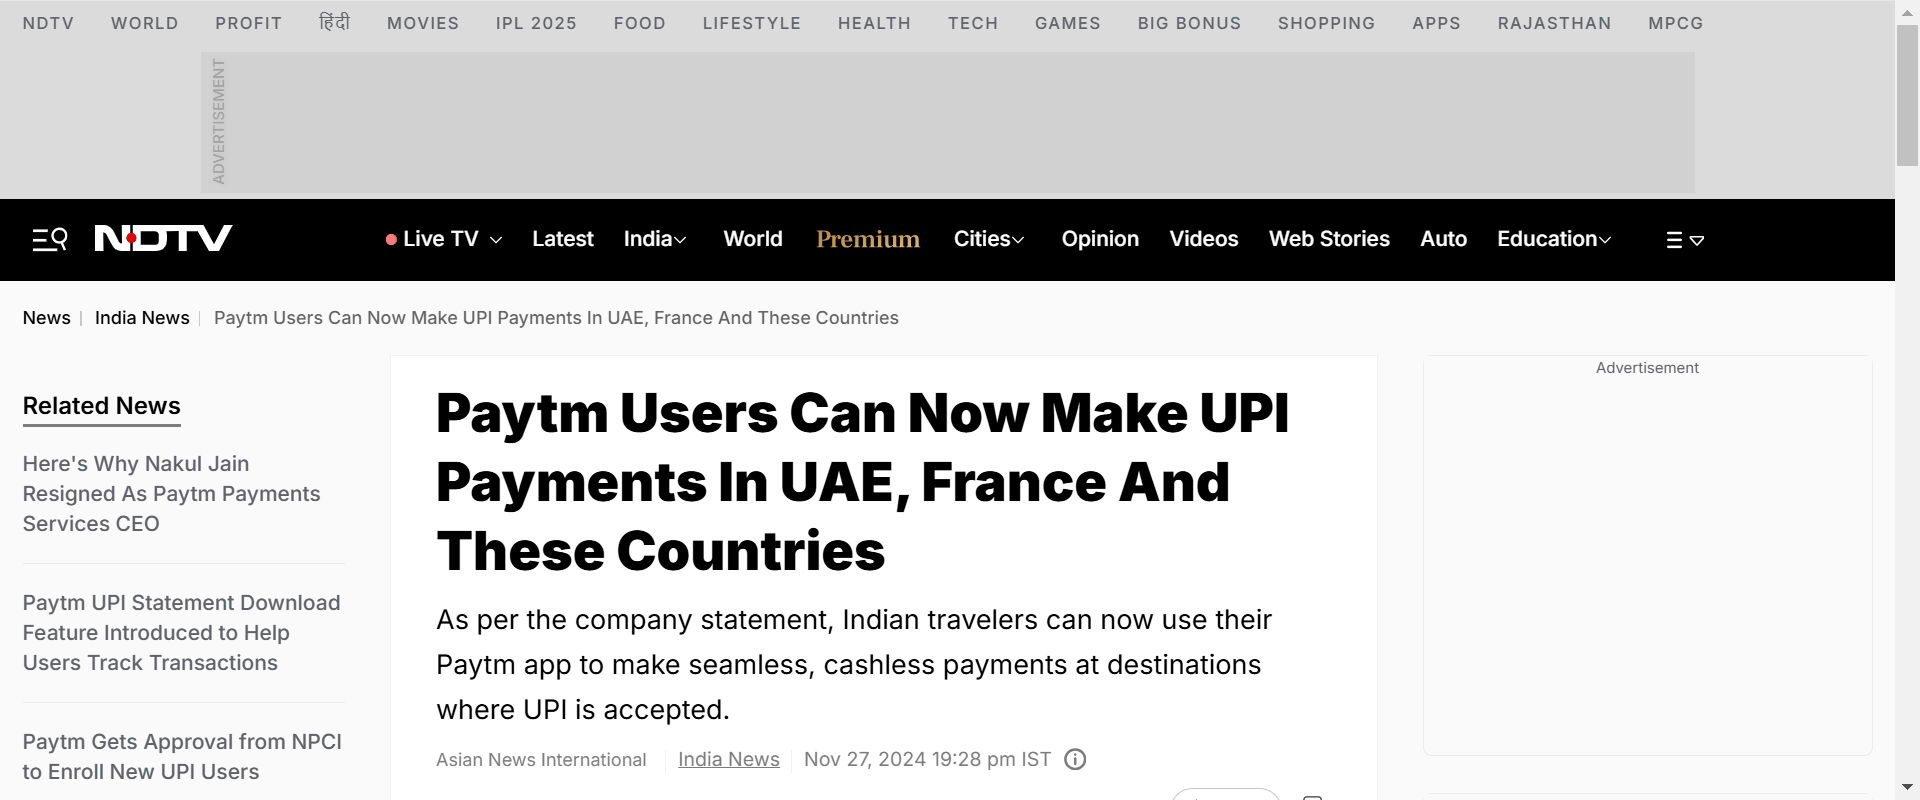 NDTV WORLD PROFIT हिंदी MOVIES IPL 2025 FOOD LIFESTYLE HEALTH TECH GAMES BIG BONUS SHOPPING APPS RAJASTHAN MPCG
ADVERTISEMENT
NDTV Live TV Latest India World Premium Cities Opinion Videos Web Stories Auto Education
News India News Paytm Users Can Now Make UPI Payments In UAE, France And These Countries
Related News
Here's Why Nakul Jain
Resigned As Paytm Payments
Services CEO
Paytm UPI Statement Download
Feature Introduced to Help
Users Track Transactions
Paytm Gets Approval from NPCI
to Enroll New UPI Users
Paytm Users Can Now Make UPI
Payments In UAE, France And
These Countries
As per the company statement, Indian travelers can now use their
Paytm app to make seamless, cashless payments at destinations
where UPI is accepted.
Asian News International India News Nov 27, 2024 19:28 pm IST
Advertisement